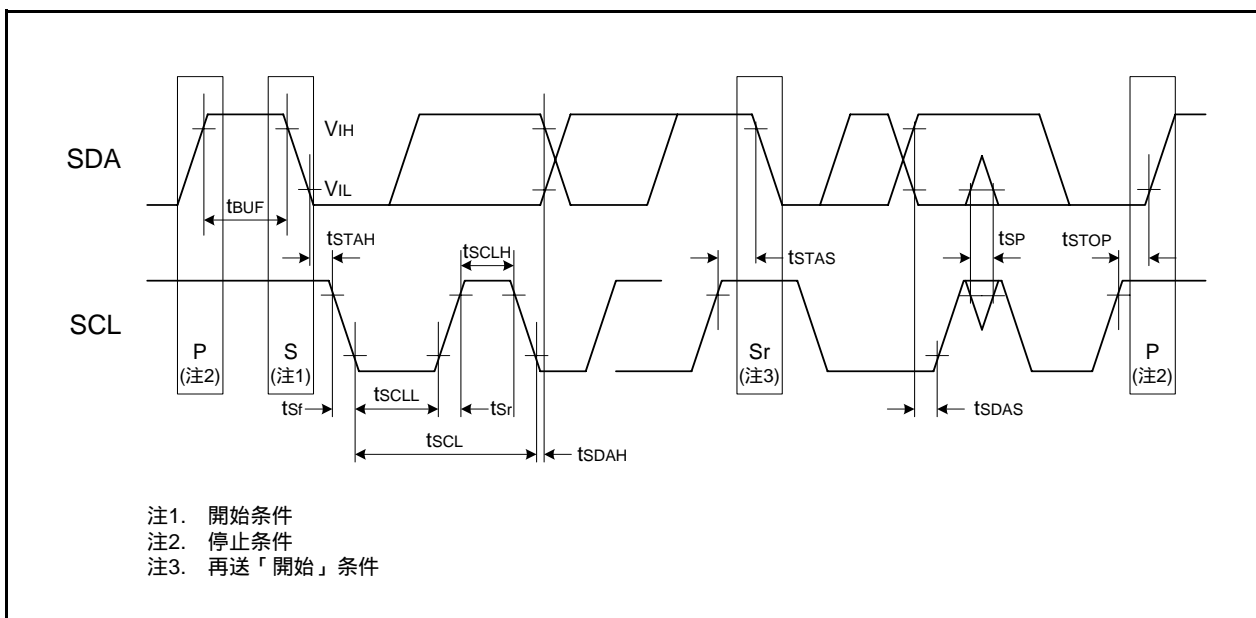 SDA
VIH
VIL
tBUF
tSTAH
tSCLH
tSTAS
tSP
tSTOP
SCL
P
(注2)
S
(注1)
Sr
(注3)
P
(注2)
tSf
tSCLL
tSr
tSDAS
tSCL
tSDAH
注1. 開始条件
注2. 停止条件
注3. 再送「開始」条件